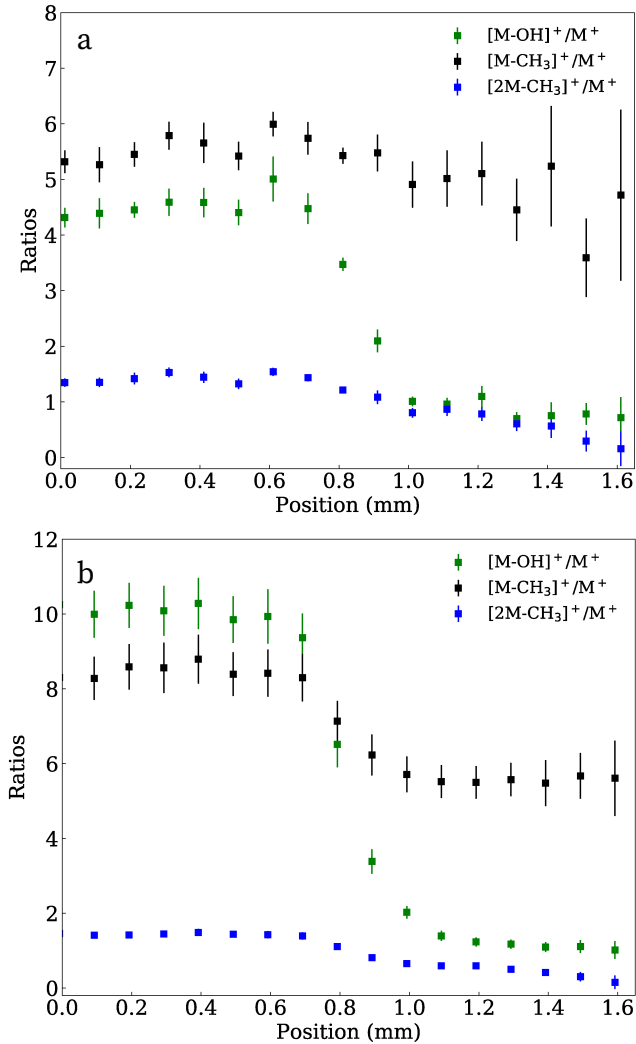 a
[M-OH]⁺/M⁺
[M-CH₃]⁺/M⁺
[2M-CH₃]⁺/M⁺
8
7
6
5
4
3
2
1
0
Ratios
0.0 0.2 0.4 0.6 0.8 1.0 1.2 1.4 1.6
Position (mm)
b
[M-OH]⁺/M⁺
[M-CH₃]⁺/M⁺
[2M-CH₃]⁺/M⁺
12
10
8
6
4
2
0
Ratios
0.0 0.2 0.4 0.6 0.8 1.0 1.2 1.4 1.6
Position (mm)